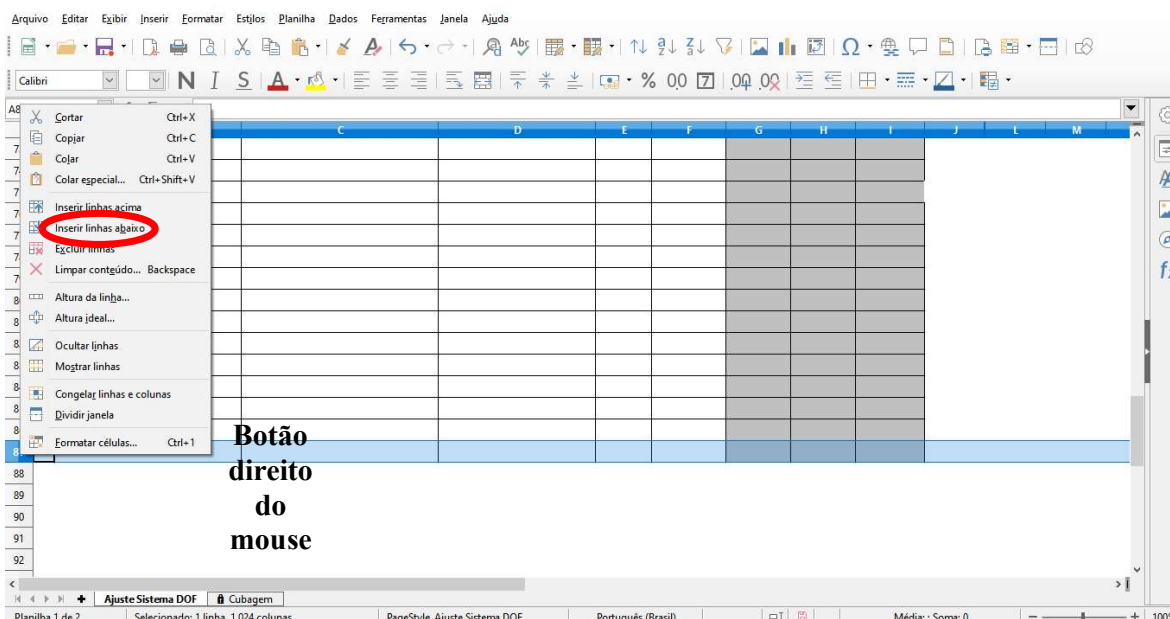 Arquivo Editar Exibir Inserir Formatar Estilos Planilha Dados Ferramentas Janela Ajuda
Calibri N I S A % 0,0 7
C D E F G H I J L M
Cortar Ctrl+X
Copiar Ctrl+C
Colar Ctrl+V
Colar especial... Ctrl+Shift+V
Inserir linhas acima
Inserir linhas abaixo
Excluir linhas
Limpar conteúdo... Backspace
Altura da linha...
Altura ideal...
Ocultar linhas
Mostrar linhas
Congelar linhas e colunas
Dividir janela
Formatar células... Ctrl+1
Botão
direito
do
mouse
88
89
90
91
92
Ajuste Sistema DOF Cubagem
Planilha 1 de 2 Selecionado: 1 linha, 1.024 colunas PageStyle_Ajuste Sistema DOF Português (Brasil) Média: ; Soma: 0 100%